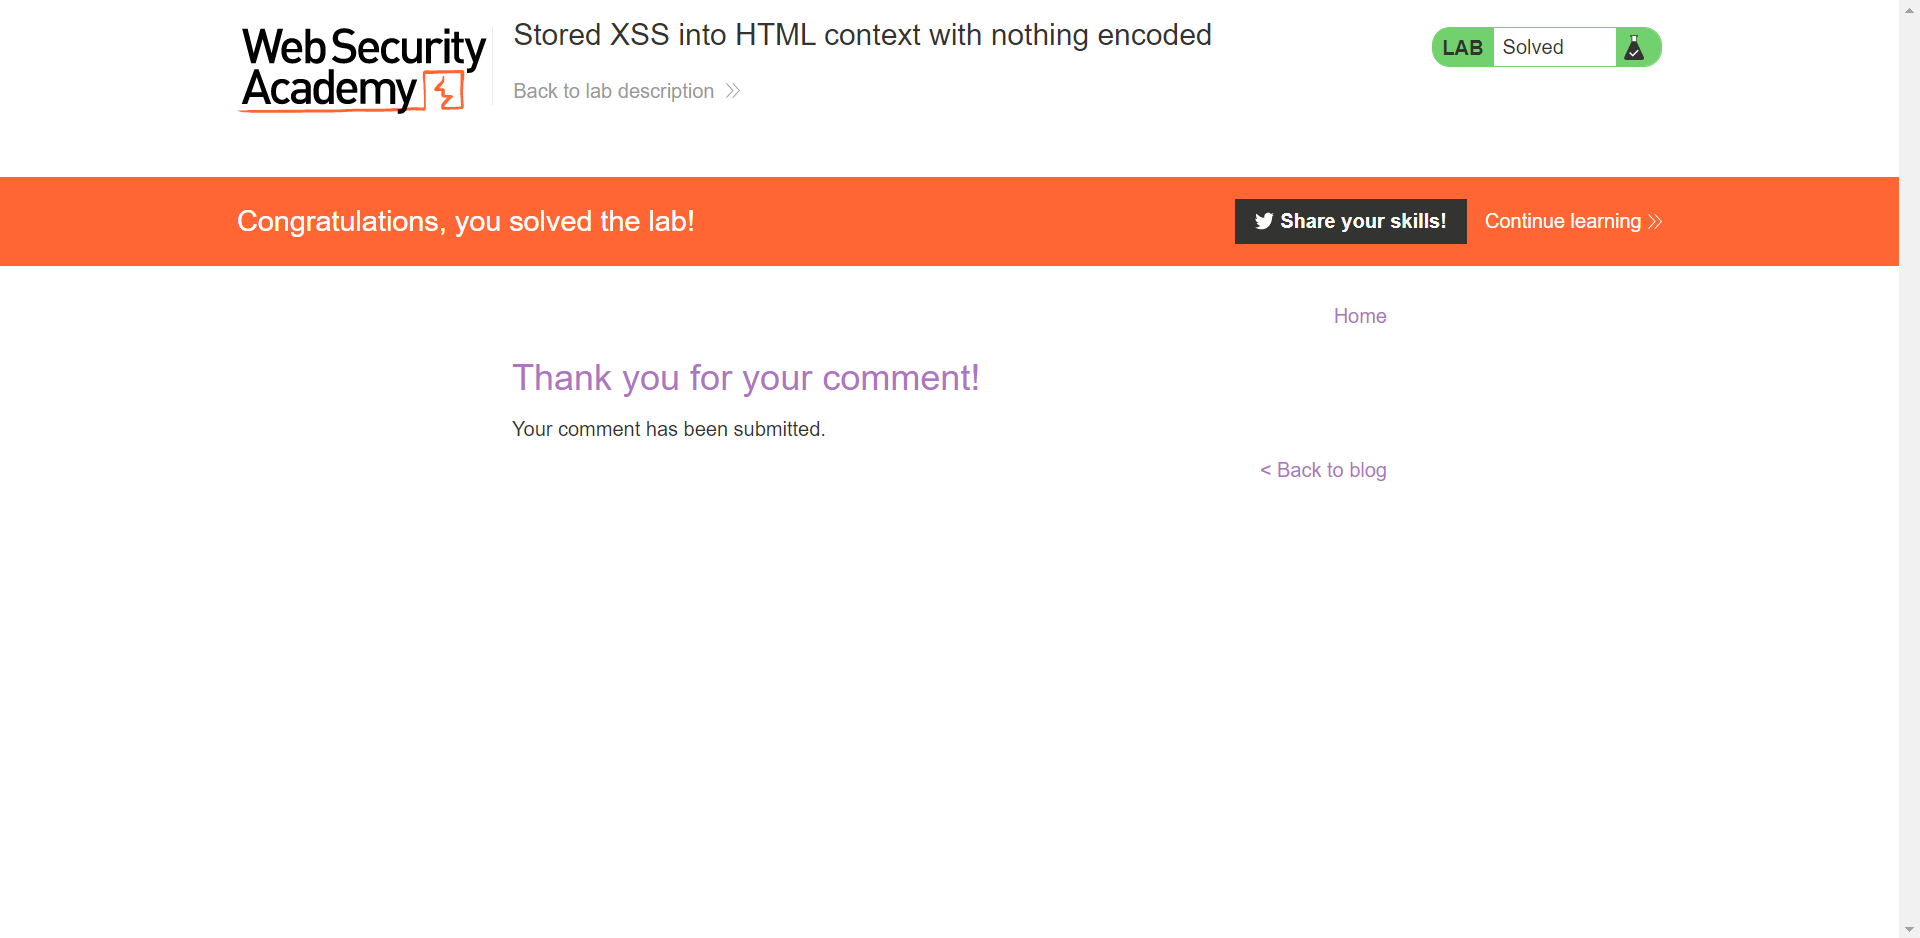 Web Security
Academy
Stored XSS into HTML context with nothing encoded
Back to lab description
LAB Solved
Congratulations, you solved the lab!
Share your skills!
Continue learning
Home
Thank you for your comment!
Your comment has been submitted.
< Back to blog